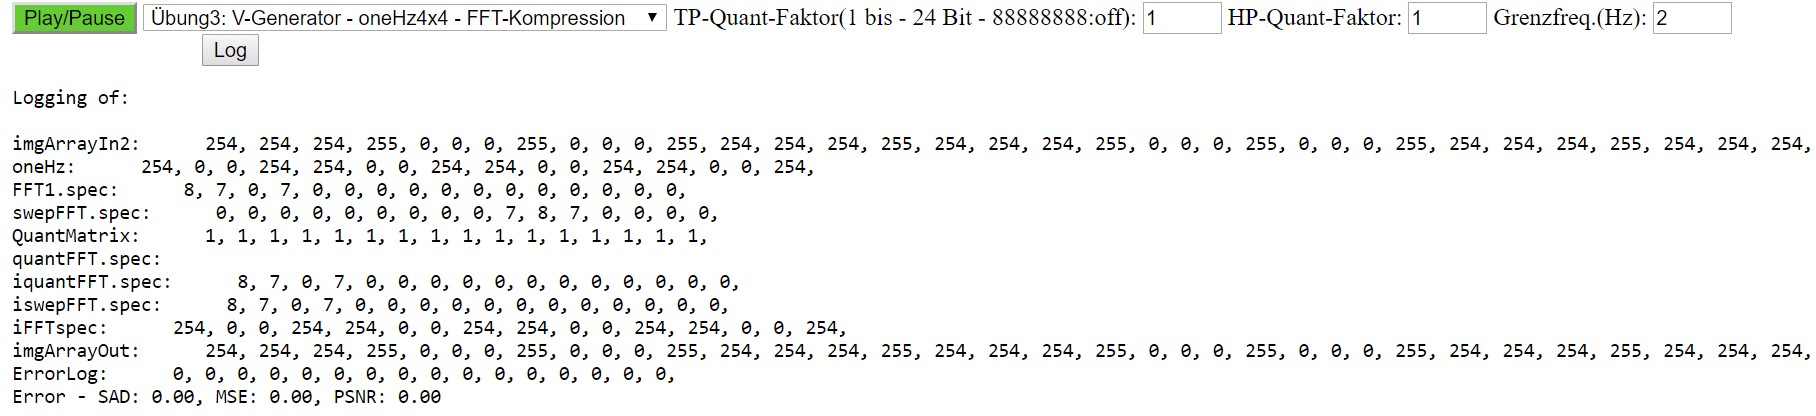 Play/Pause Übung3: V-Generator - oneHz4x4 - FFT-Kompression TP-Quant-Faktor(1 bis - 24 Bit - 88888888:off): 1 HP-Quant-Faktor: 1 Grenzfreq.(Hz): 2
Log
Logging of:
imgArrayIn2: 254, 254, 254, 255, 0, 0, 0, 255, 0, 0, 0, 255, 254, 254, 254, 255, 254, 254, 254, 255, 0, 0, 0, 255, 0, 0, 0, 255, 254, 254, 254, 255, 254, 254, 254,
oneHz: 254, 0, 0, 254, 254, 0, 0, 254, 254, 0, 0, 254, 254, 0, 0, 254,
FFT1.spec: 8, 7, 0, 7, 0, 0, 0, 0, 0, 0, 0, 0, 0, 0, 0, 0,
swepFFT.spec: 0, 0, 0, 0, 0, 0, 0, 0, 0, 7, 8, 7, 0, 0, 0, 0,
QuantMatrix: 1, 1, 1, 1, 1, 1, 1, 1, 1, 1, 1, 1, 1, 1, 1, 1,
quantFFT.spec:
iquantFFT.spec: 8, 7, 0, 7, 0, 0, 0, 0, 0, 0, 0, 0, 0, 0, 0, 0,
iswepFFT.spec: 8, 7, 0, 7, 0, 0, 0, 0, 0, 0, 0, 0, 0, 0, 0, 0,
iFFTspec: 254, 0, 0, 254, 254, 0, 0, 254, 254, 0, 0, 254, 254, 0, 0, 254,
imgArrayOut: 254, 254, 254, 255, 0, 0, 0, 255, 0, 0, 0, 255, 254, 254, 254, 255, 254, 254, 254, 255, 0, 0, 0, 255, 0, 0, 0, 255, 254, 254, 254, 255, 254, 254, 254,
ErrorLog: 0, 0, 0, 0, 0, 0, 0, 0, 0, 0, 0, 0, 0, 0, 0, 0,
Error - SAD: 0.00, MSE: 0.00, PSNR: 0.00